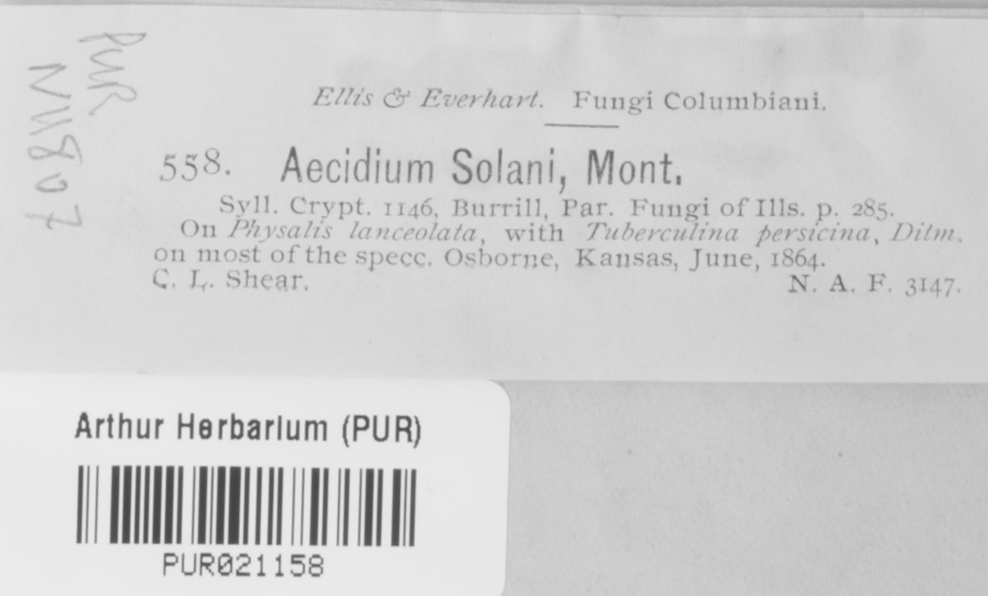 PUR
N11807
Ellis & Everhart. Fungi Columbiani.
558. Aecidium Solani, Mont.
Syll. Crypt. 1146, Burrill, Par. Fungi of Ills. p. 285.
On Physalis lanceolata, with Tuberculina persicina, Ditm.
on most of the specc. Osborne, Kansas, June, 1864.
C. L. Shear. N. A. F. 3147.
Arthur Herbarium (PUR)
PUR021158